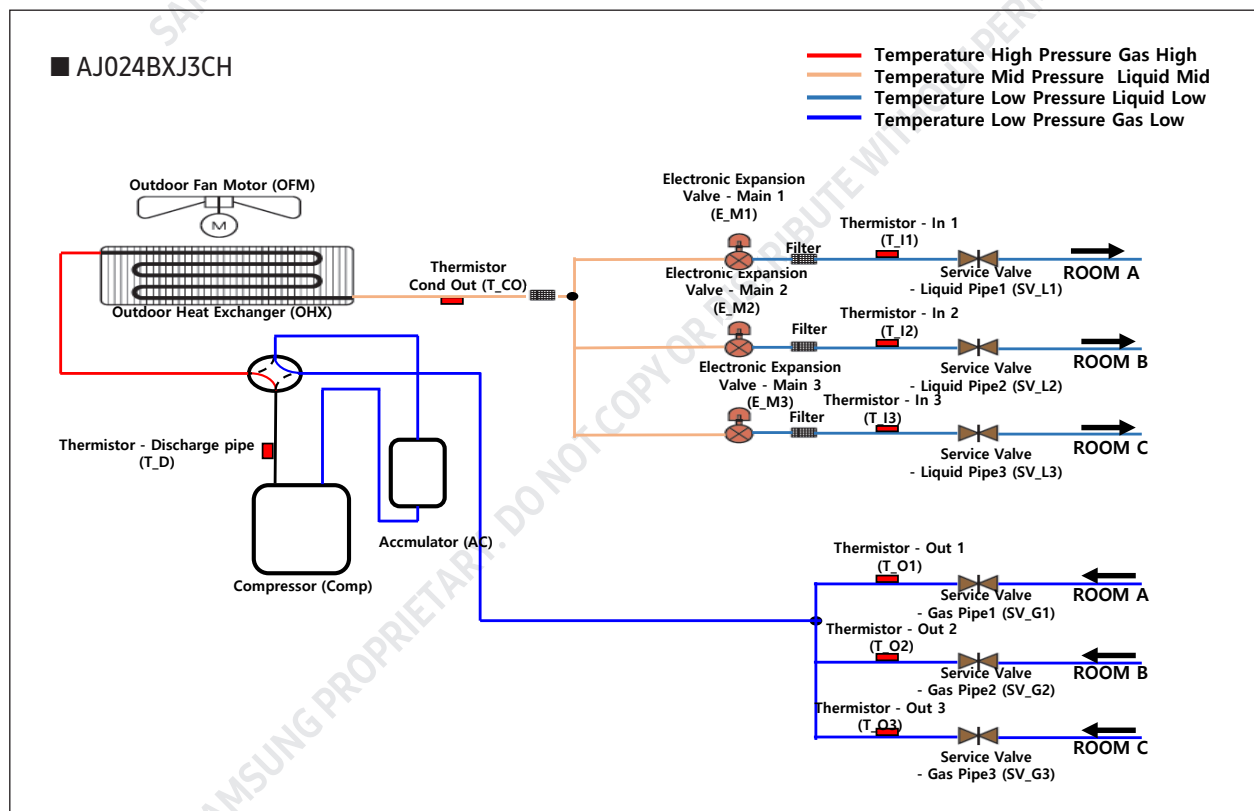 ■ AJ024BXJ3CH
Temperature High Pressure Gas High
Temperature Mid Pressure Liquid Mid
Temperature Low Pressure Liquid Low
Temperature Low Pressure Gas Low
Outdoor Fan Motor (OFM)
M
Outdoor Heat Exchanger (OHX)
Thermistor
Cond Out (T_CO)
Electronic Expansion
Valve - Main 1
(E_M1)
Filter
Thermistor - In 1
(T_I1)
Service Valve
- Liquid Pipe1 (SV_L1)
ROOM A
Electronic Expansion
Valve - Main 2
(E_M2)
Filter
Thermistor - In 2
(T_I2)
Service Valve
- Liquid Pipe2 (SV_L2)
ROOM B
Electronic Expansion
Valve - Main 3
(E_M3)
Filter
Thermistor - In 3
(T_I3)
Service Valve
- Liquid Pipe3 (SV_L3)
ROOM C
Thermistor - Discharge pipe
(T_D)
Accmulator (AC)
Compressor (Comp)
Thermistor - Out 1
(T_O1)
Service Valve
- Gas Pipe1 (SV_G1)
ROOM A
Thermistor - Out 2
(T_O2)
Service Valve
- Gas Pipe2 (SV_G2)
ROOM B
Thermistor - Out 3
(T_O3)
Service Valve
- Gas Pipe3 (SV_G3)
ROOM C
SAMSUNG PROPRIETARY. DO NOT COPY OR DISTRIBUTE WITHOUT PERM
SAM